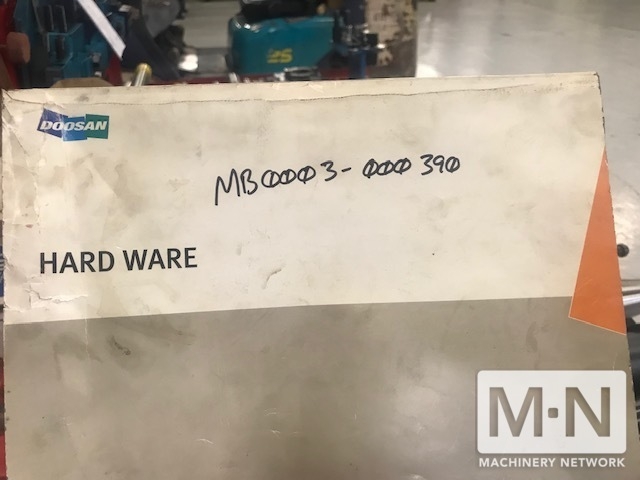 DOOSAN
MB0003-000390
HARD WARE
M·N
MACHINERY NETWORK